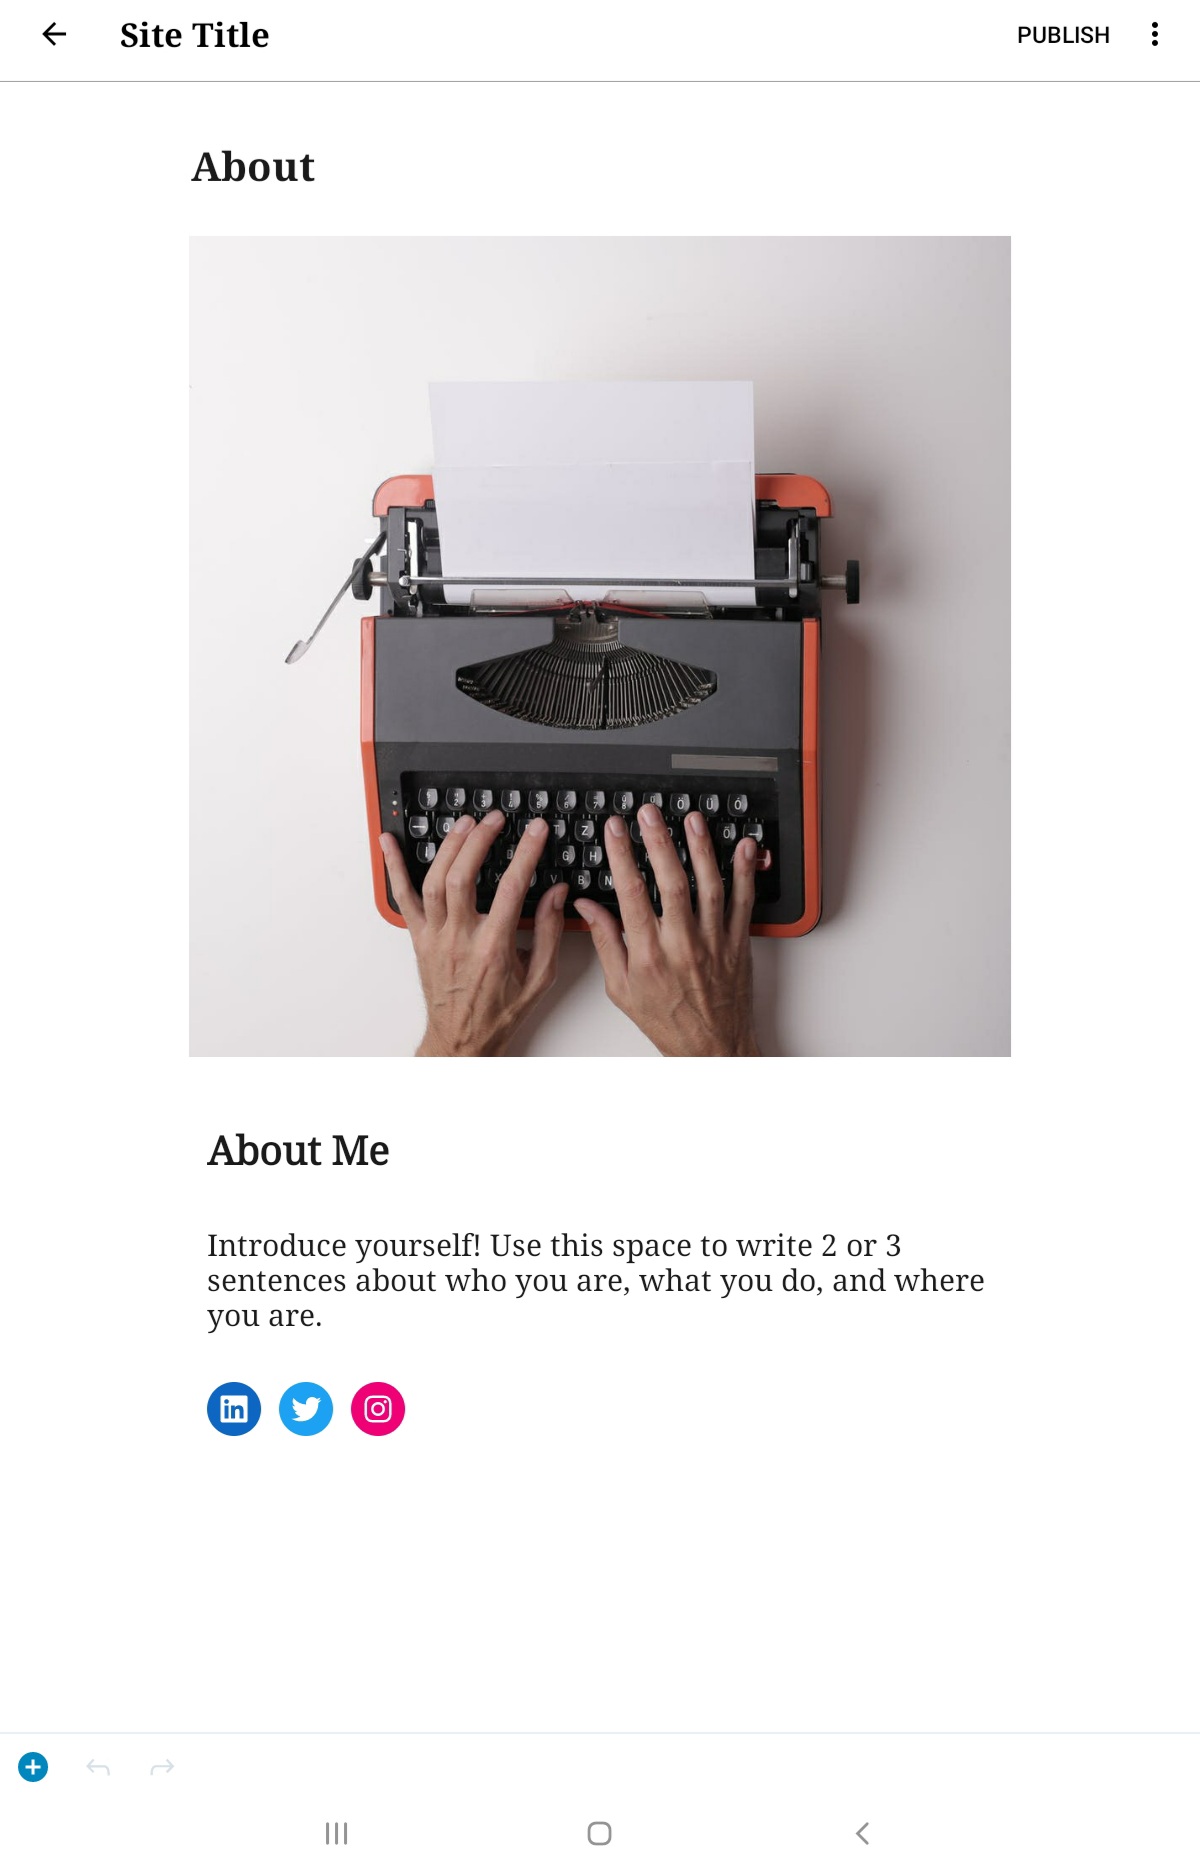 Site Title
PUBLISH
About
T Z
G H
V B N
About Me
Introduce yourself! Use this space to write 2 or 3
sentences about who you are, what you do, and where
you are.
in